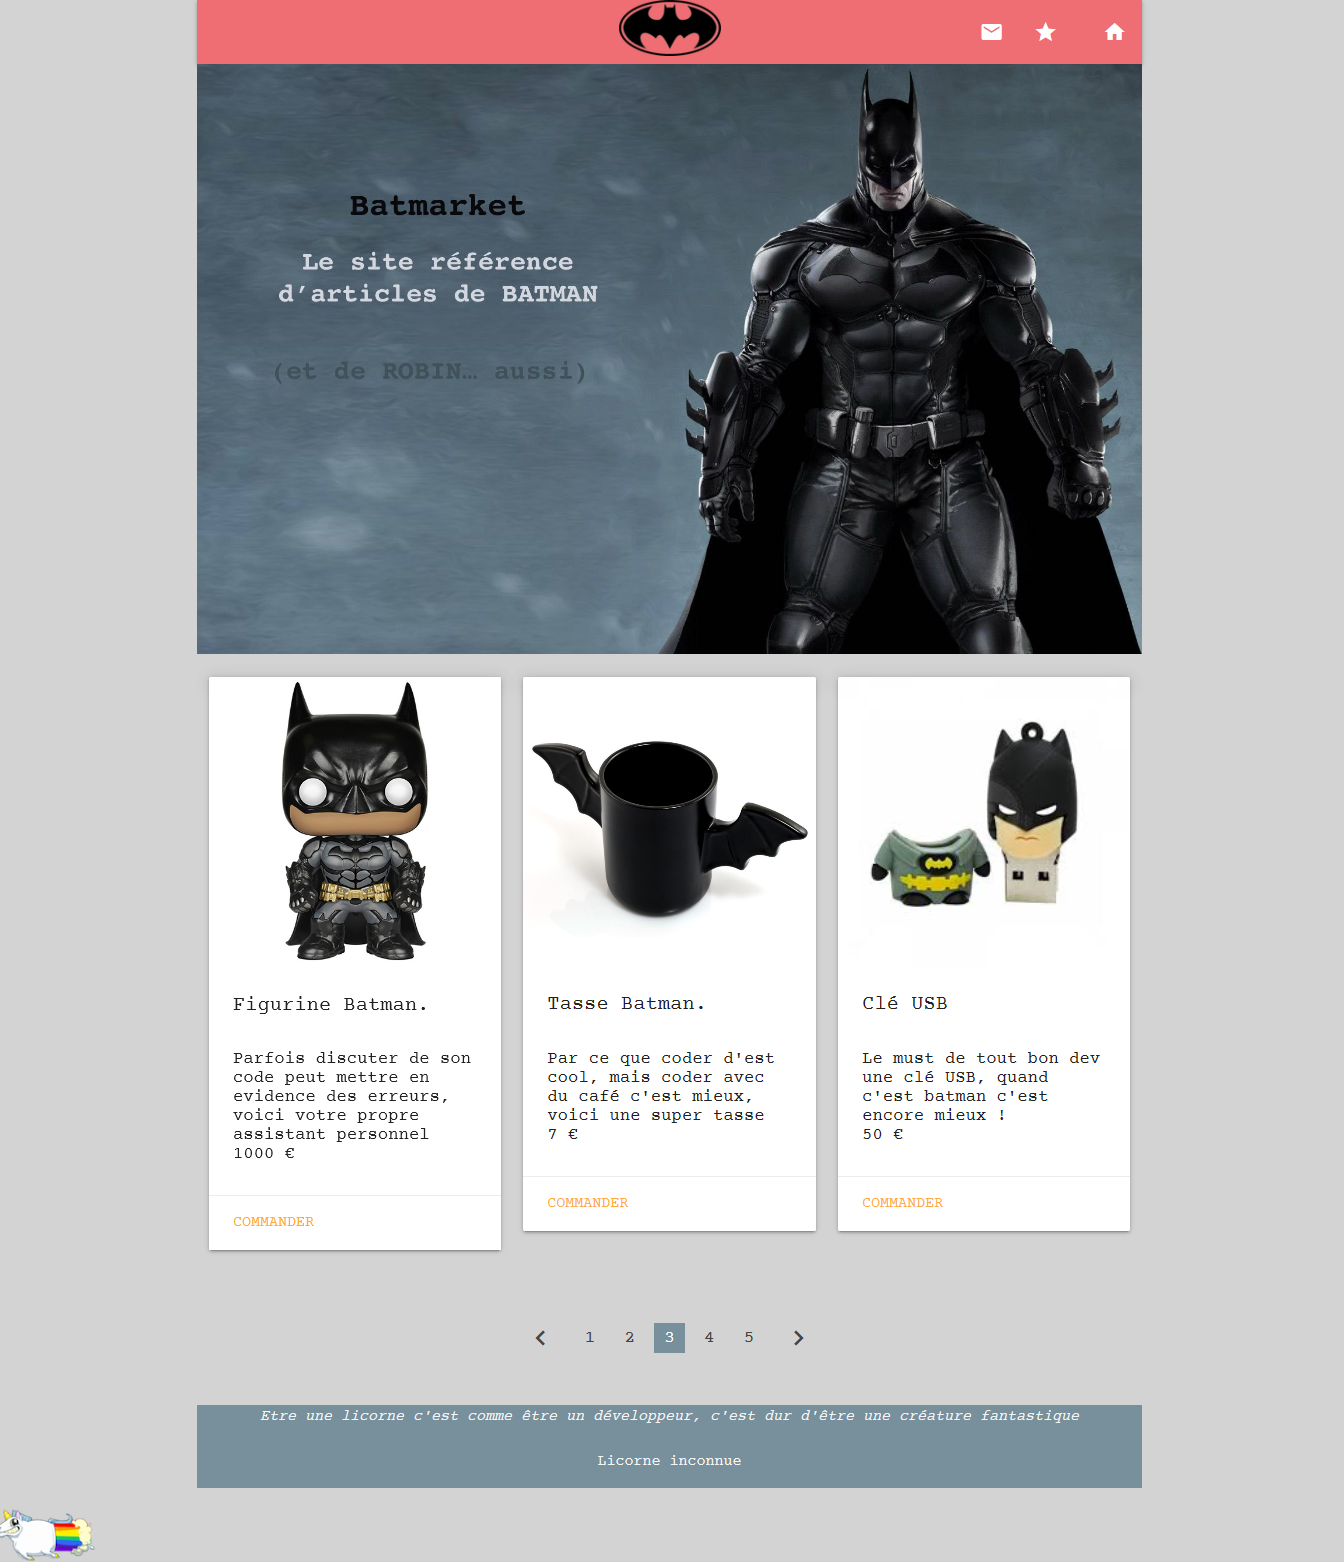 Batmarket
Le site référence
d’articles de BATMAN
(et de ROBIN… aussi)
Figurine Batman.
Parfois discuter de son
code peut mettre en
evidence des erreurs,
voici votre propre
assistant personnel
1000 €
COMMANDER
Tasse Batman.
Par ce que coder d'est
cool, mais coder avec
du café c'est mieux,
voici une super tasse
7 €
COMMANDER
Clé USB
Le must de tout bon dev
une clé USB, quand
c'est batman c'est
encore mieux !
50 €
COMMANDER
1 2 3 4 5
Etre une licorne c'est comme être un développeur, c'est dur d'être une créature fantastique
Licorne inconnue